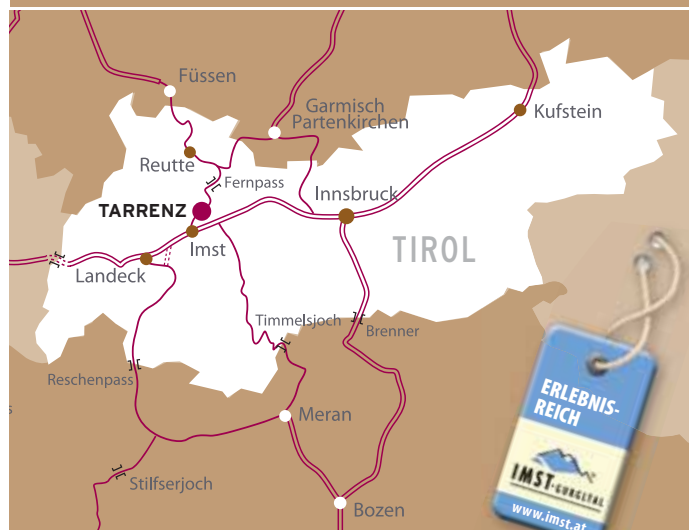 Füssen
Garmisch
Partenkirchen
Kufstein
Reutte
Fernpass
TARRENZ
Innsbruck
Imst
TIROL
Landeck
Timmelsjoch
Brenner
Reschenpass
Meran
Stilfserjoch
Bozen
ERLEBNIS-
REICH
IMST-GURGLTAL
www.imst.at